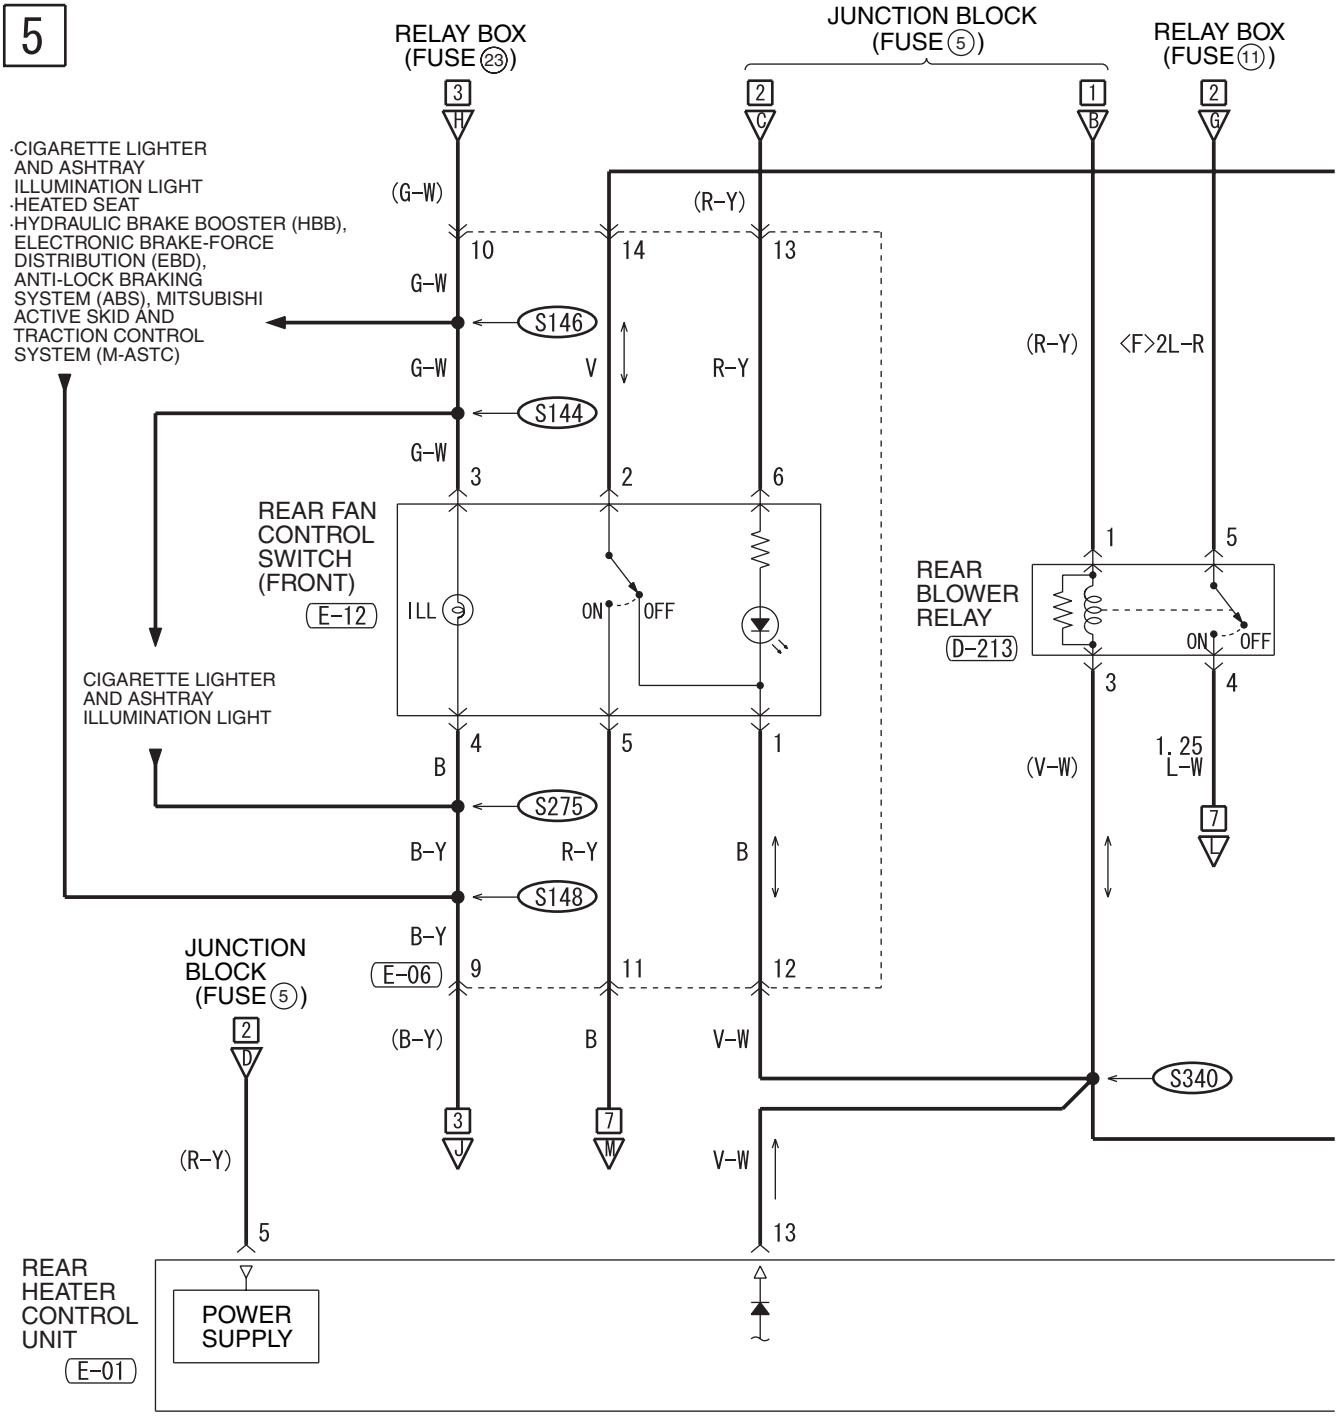 5
RELAY BOX
(FUSE 23)
JUNCTION BLOCK
(FUSE 5)
RELAY BOX
(FUSE 11)
3
H
2
C
1
B
2
G
·CIGARETTE LIGHTER
AND ASHTRAY
ILLUMINATION LIGHT
·HEATED SEAT
·HYDRAULIC BRAKE BOOSTER (HBB),
ELECTRONIC BRAKE-FORCE
DISTRIBUTION (EBD),
ANTI-LOCK BRAKING
SYSTEM (ABS), MITSUBISHI
ACTIVE SKID AND
TRACTION CONTROL
SYSTEM (M-ASTC)
(G-W)
(R-Y)
10
14
13
G-W
S146
(R-Y)
<F>2L-R
G-W
V
R-Y
S144
G-W
3
2
6
REAR FAN
CONTROL
SWITCH
(FRONT)
E-12
ILL
ON
OFF
1
5
REAR
BLOWER
RELAY
D-213
ON
OFF
3
4
CIGARETTE LIGHTER
AND ASHTRAY
ILLUMINATION LIGHT
4
5
1
B
(V-W)
1.25
L-W
S275
7
L
B-Y
R-Y
B
S148
B-Y
JUNCTION
BLOCK
(FUSE 5)
E-06
9
11
12
2
D
(B-Y)
B
V-W
S340
3
J
7
M
(R-Y)
V-W
5
13
REAR
HEATER
CONTROL
UNIT
E-01
POWER
SUPPLY